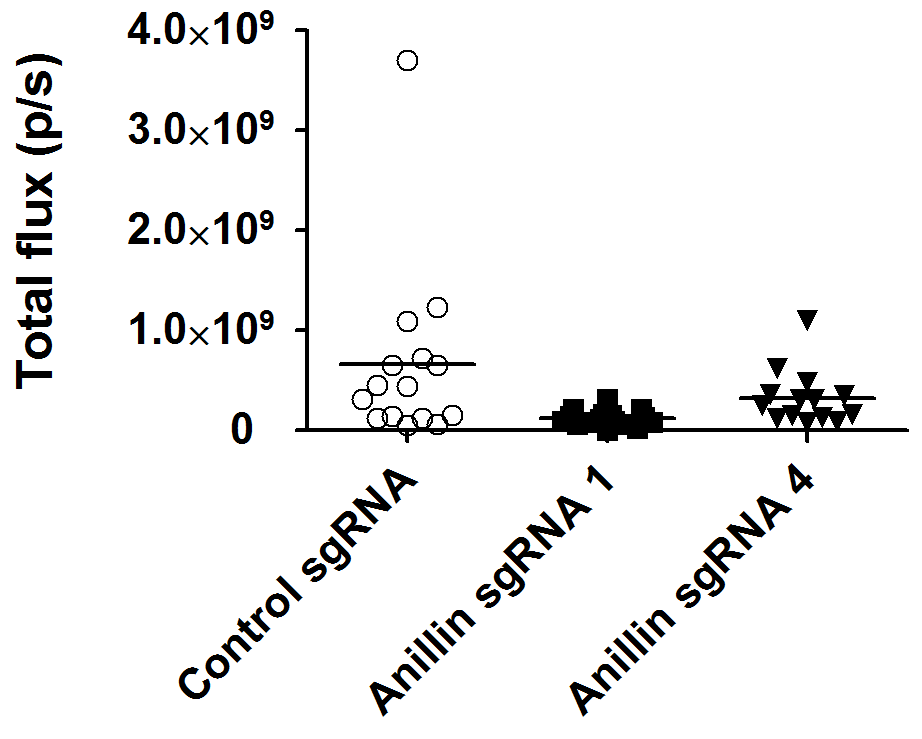 Total flux (p/s)
4.0×10⁹
3.0×10⁹
2.0×10⁹
1.0×10⁹
0
Control sgRNA
Anillin sgRNA 1
Anillin sgRNA 4